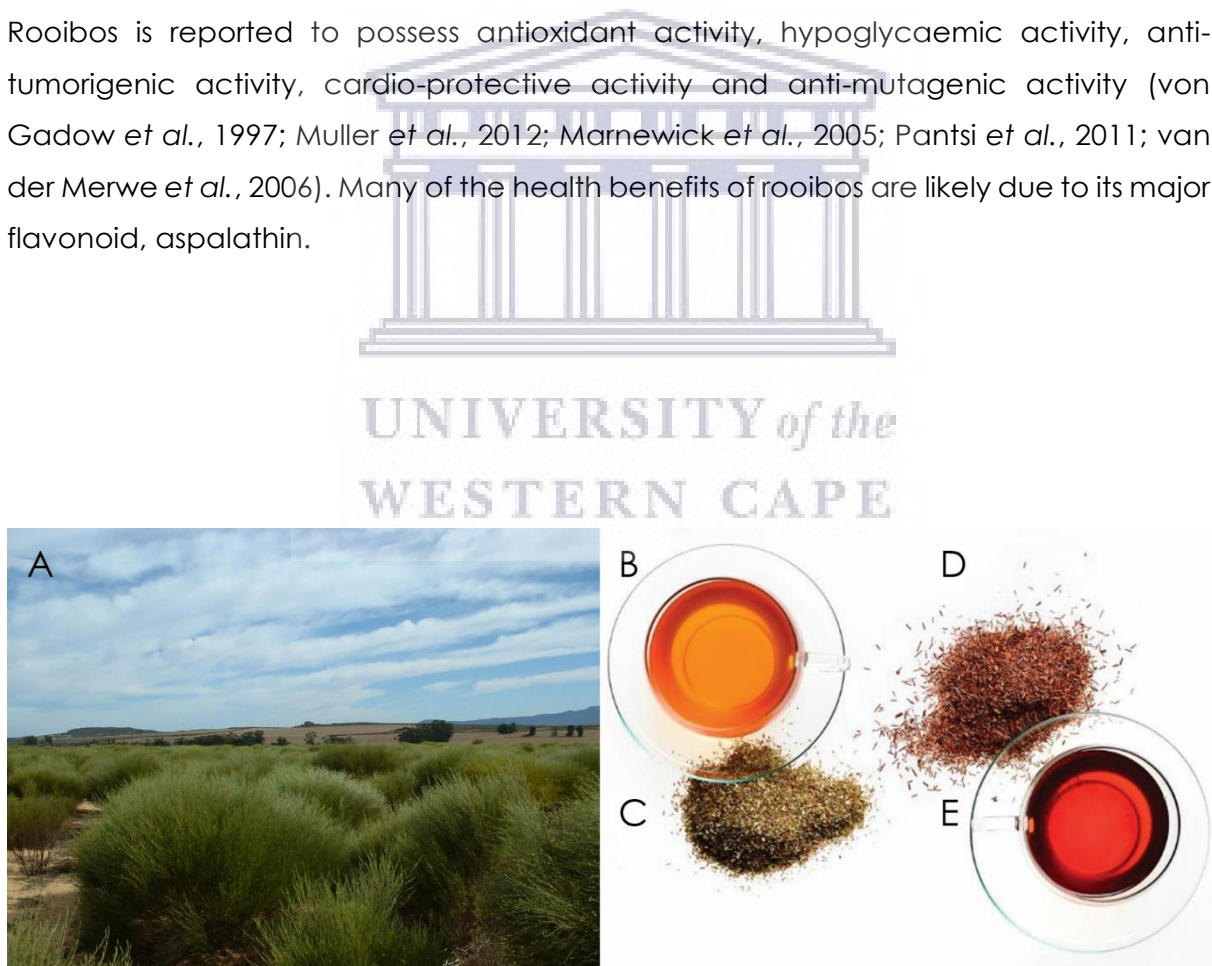 Rooibos is reported to possess antioxidant activity, hypoglycaemic activity, anti-
tumorigenic activity, cardio-protective activity and anti-mutagenic activity (von
Gadow et al., 1997; Muller et al., 2012; Marnewick et al., 2005; Pantsi et al., 2011; van
der Merwe et al., 2006). Many of the health benefits of rooibos are likely due to its major
flavonoid, aspalathin.
UNIVERSITY of the
WESTERN CAPE
A
B
D
C
E